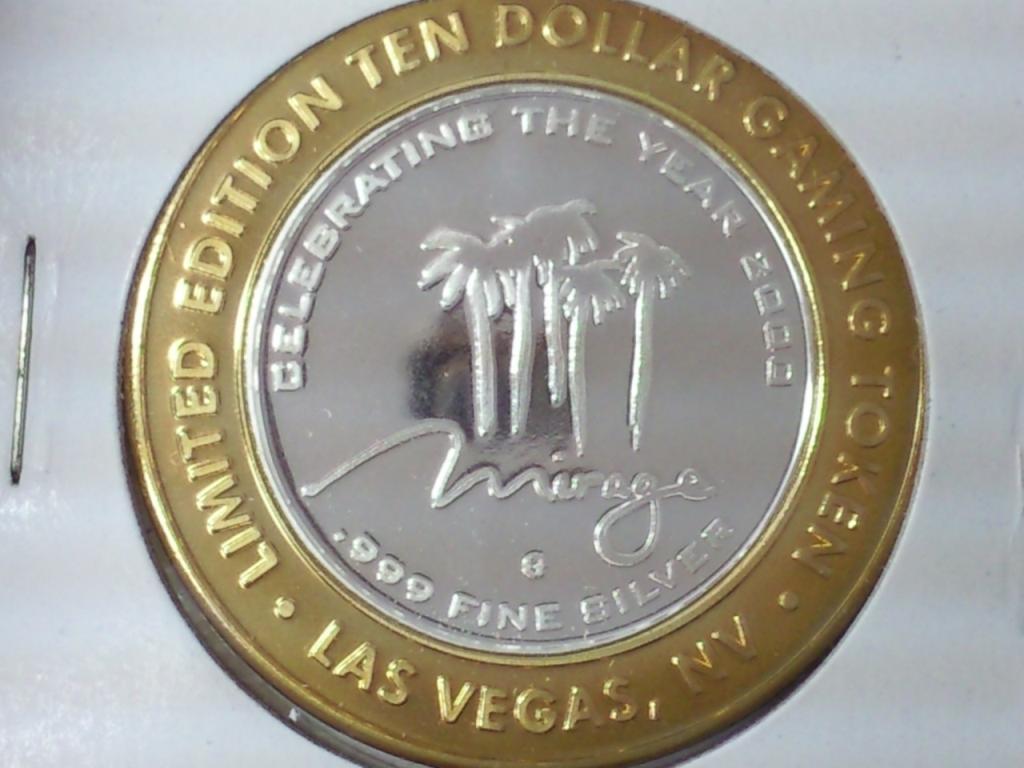 LIMITED EDITION TEN DOLLAR GAMING TOKEN
• LAS VEGAS, NV •
CELEBRATING THE YEAR 2000
Mirage
G
.999 FINE SILVER